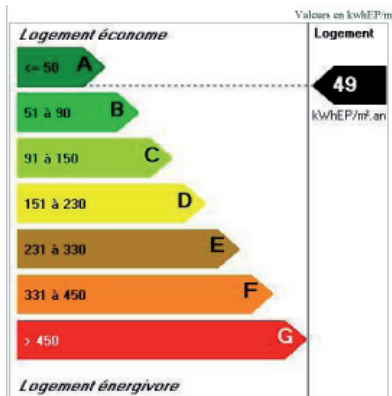 Valeurs en kwhEP/m
Logement économe
Logement
<= 50 A
49
kWhEP/m².an
51 à 90 B
91 à 150 C
151 à 230 D
231 à 330 E
331 à 450 F
> 450 G
Logement énergivore